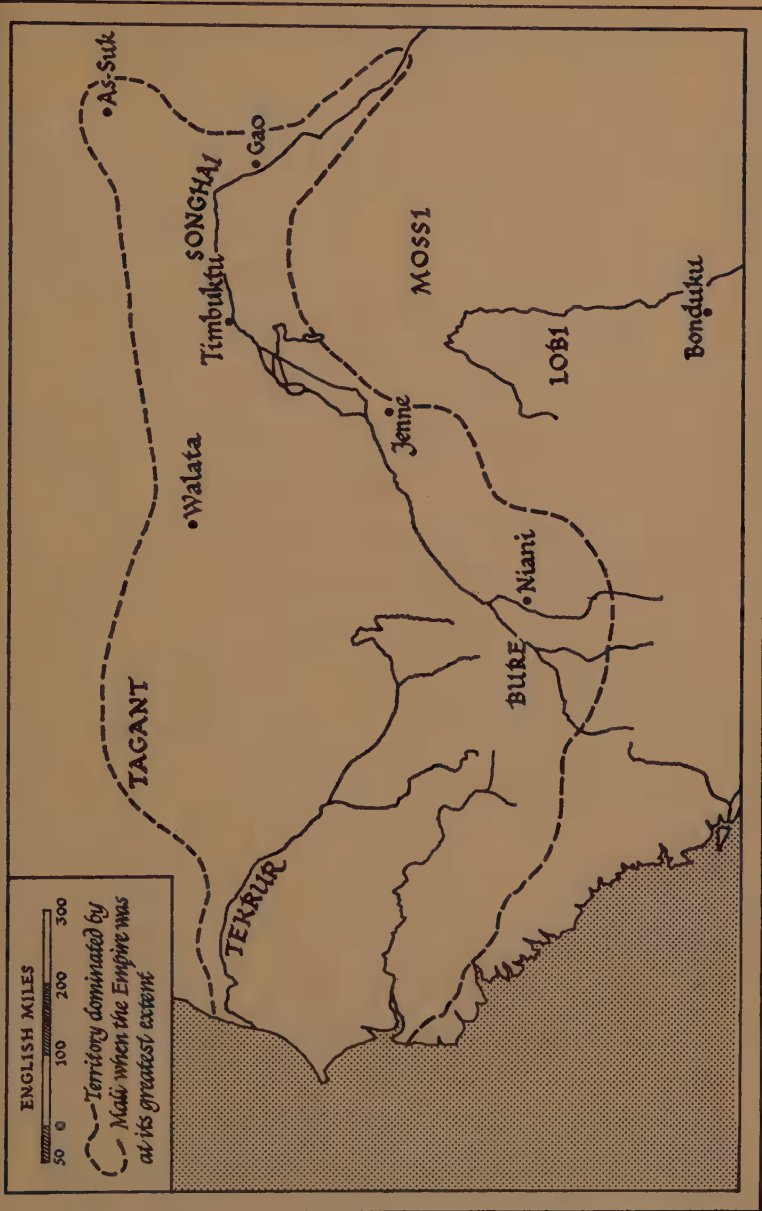 ENGLISH MILES
50 0 100 200 300
Territory dominated by
Mali when the Empire was
at its greatest extent
TEKRUR
TAGANT
Walata
Timbuktu
SONGHAI
Gao
As-Suk
Jenne
MOSSI
BURE
Niani
LOBI
Bonduku